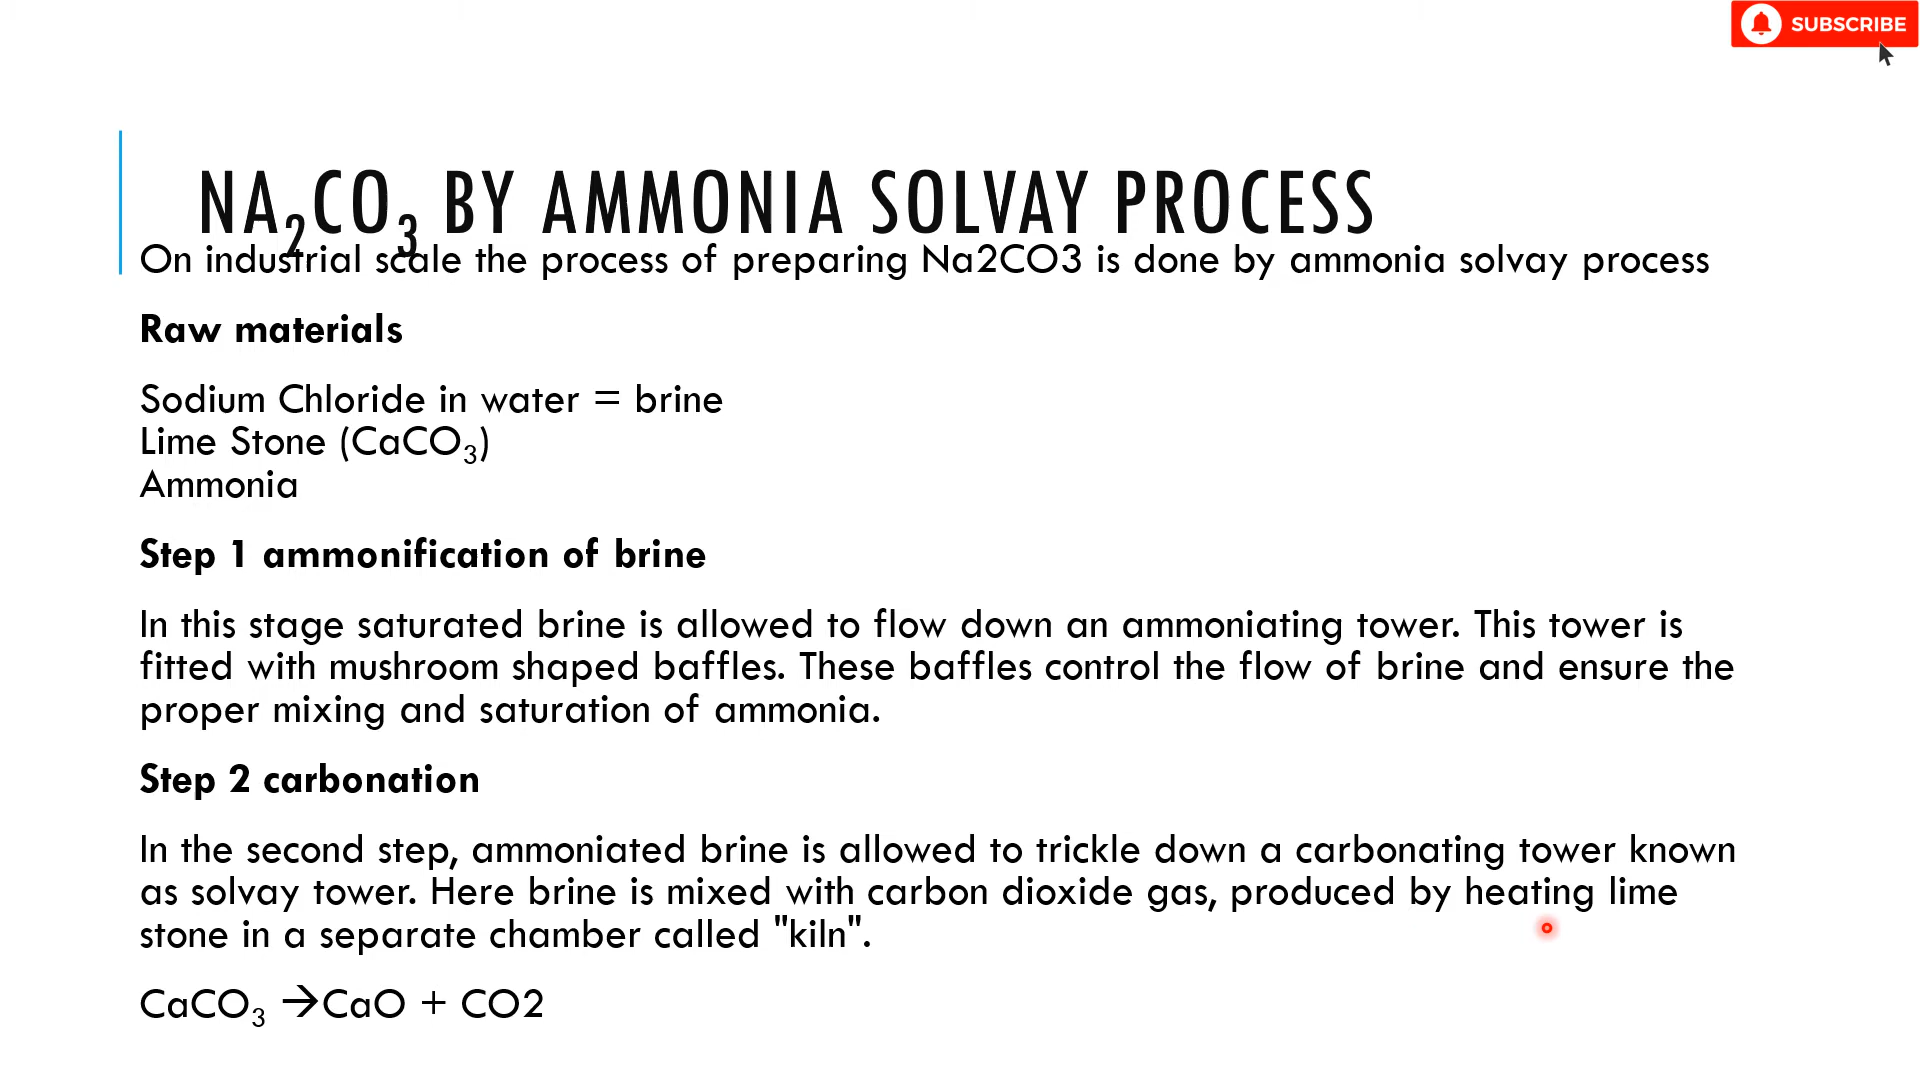 SUBSCRIBE
NA₂CO₃ BY AMMONIA SOLVAY PROCESS
On industrial scale the process of preparing Na2CO3 is done by ammonia solvay process
Raw materials
Sodium Chloride in water = brine
Lime Stone (CaCO₃)
Ammonia
Step 1 ammonification of brine
In this stage saturated brine is allowed to flow down an ammoniating tower. This tower is
fitted with mushroom shaped baffles. These baffles control the flow of brine and ensure the
proper mixing and saturation of ammonia.
Step 2 carbonation
In the second step, ammoniated brine is allowed to trickle down a carbonating tower known
as solvay tower. Here brine is mixed with carbon dioxide gas, produced by heating lime
stone in a separate chamber called "kiln".
CaCO₃ →CaO + CO2